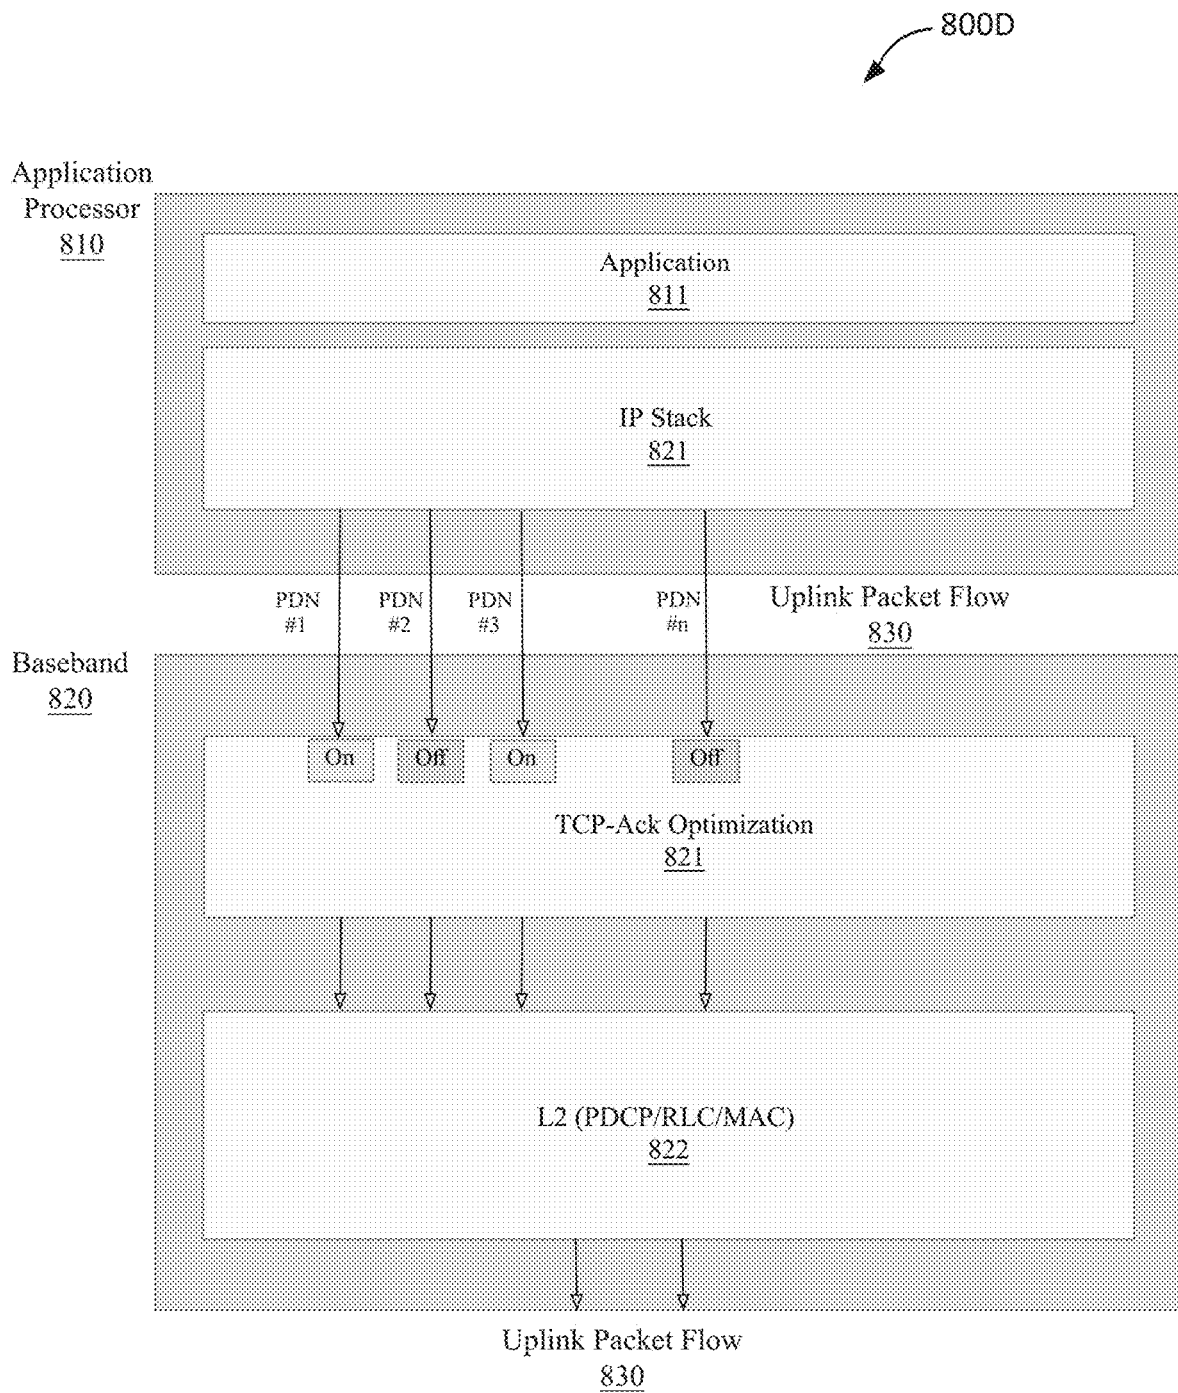 800D
Application
Processor
810
Application
811
IP Stack
821
PDN
#1
PDN
#2
PDN
#3
PDN
#n
Uplink Packet Flow
830
Baseband
820
On
Off
On
Off
TCP-Ack Optimization
821
L2 (PDCP/RLC/MAC)
822
Uplink Packet Flow
830